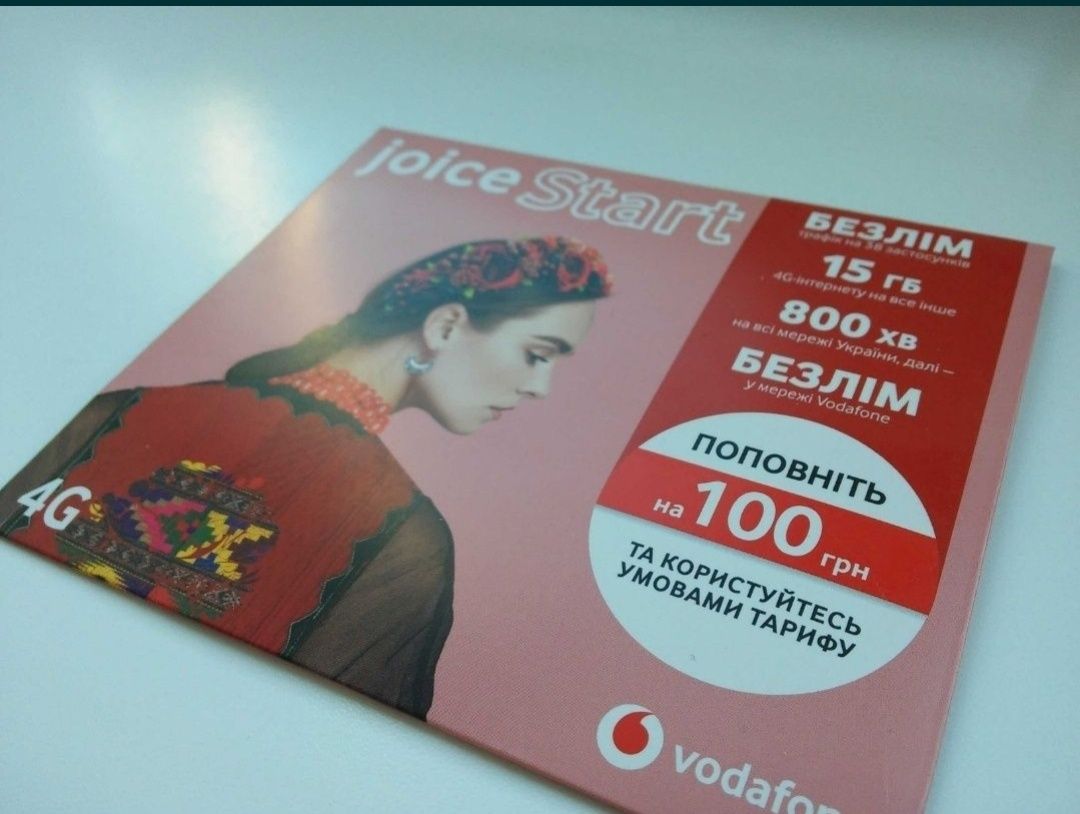 joice Start
БЕЗЛІМ
трафік на 38 застосунків
15 ГБ
4G-інтернету на все інше
800 хв
на всі мережі України, далі –
БЕЗЛІМ
у мережі Vodafone
ПОПОВНІТЬ
на 100 грн
ТА КОРИСТУЙТЕСЬ
УМОВАМИ ТАРИФУ
4G
vodafon